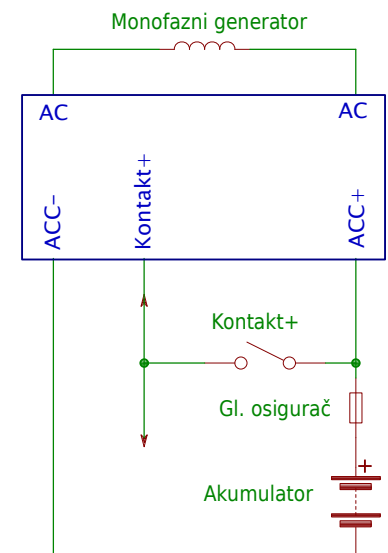 Monofazni generator
AC
AC
ACC-
Kontakt+
ACC+
Kontakt+
Gl. osigurač
+
Akumulator